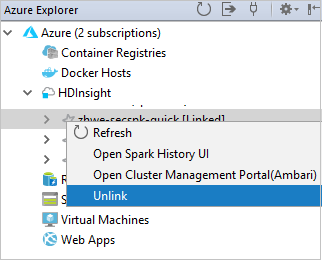 Azure Explorer
Azure (2 subscriptions)
Container Registries
Docker Hosts
HDInsight
zhwe-secspk-quick [Linked]
Refresh
Open Spark History UI
Open Cluster Management Portal(Ambari)
R
Unlink
S
Virtual Machines
Web Apps